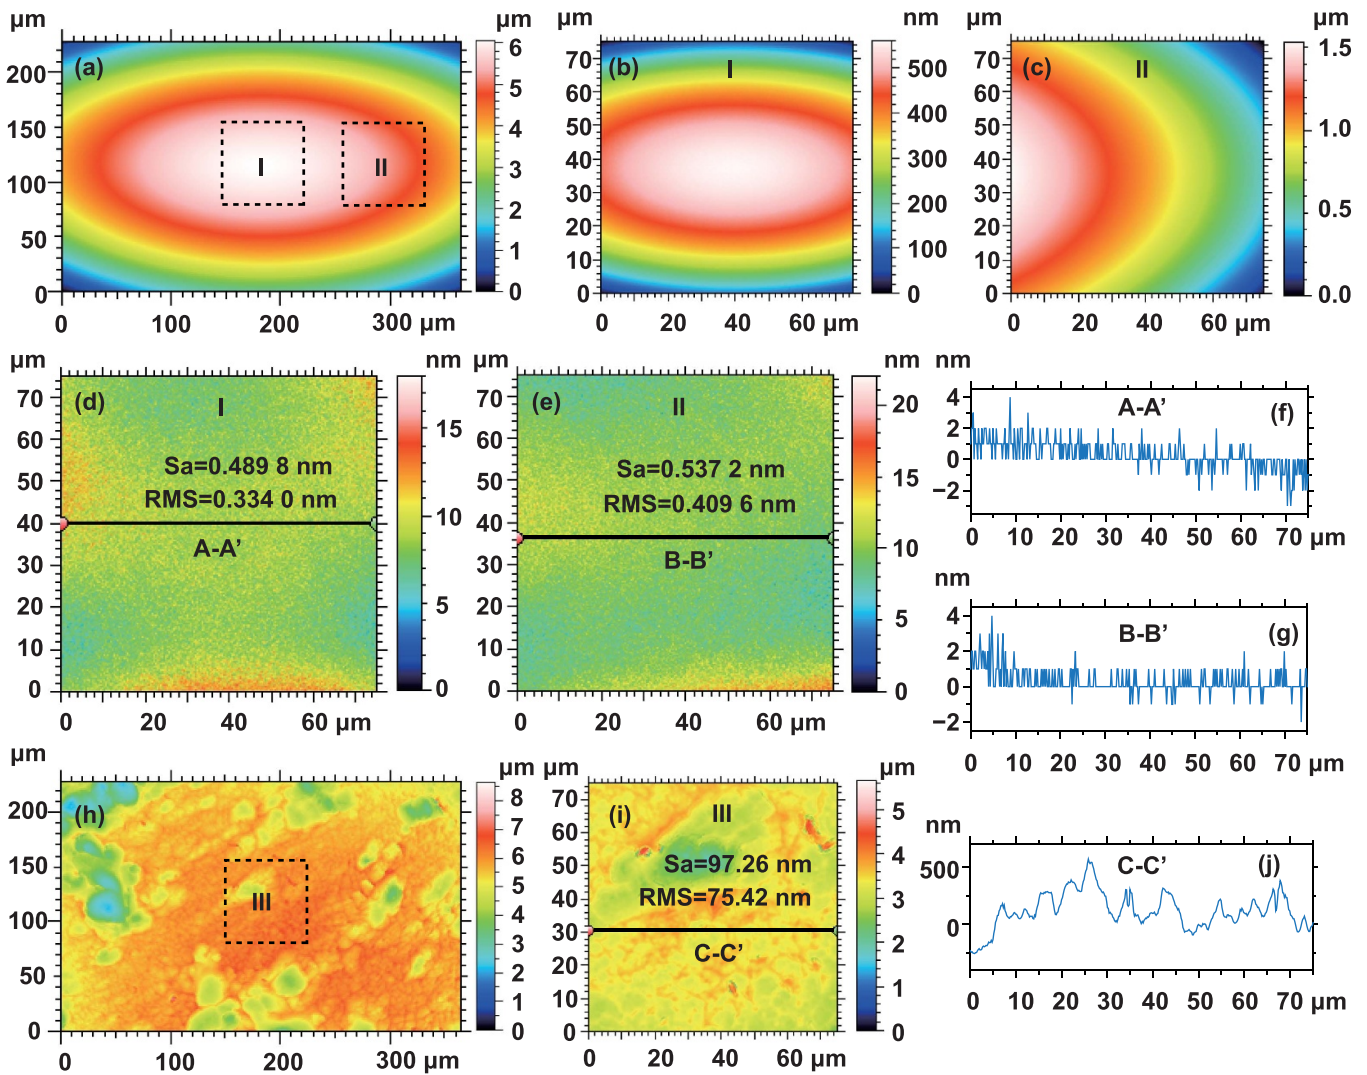 μm μm μm nm μm μm
(a) I II
200
150
100
50
0
0 100 200 300 μm
6
5
4
3
2
1
0
(b) I
70
60
50
40
30
20
10
0
0 20 40 60 μm
500
400
300
200
100
0
(c) II
70
60
50
40
30
20
10
0
0 20 40 60 μm
1.5
1.0
0.5
0.0
μm nm μm nm nm
(d) I
Sa=0.489 8 nm
RMS=0.334 0 nm
A-A’
70
60
50
40
30
20
10
0
0 20 40 60 μm
15
10
5
0
(e) II
Sa=0.537 2 nm
RMS=0.409 6 nm
B-B’
70
60
50
40
30
20
10
0
0 20 40 60 μm
20
15
10
5
0
A-A’ (f)
4
2
0
−2
0 10 20 30 40 50 60 70 μm
nm
B-B’ (g)
4
2
0
−2
0 10 20 30 40 50 60 70 μm
μm μm μm μm
(h) III
200
150
100
50
0
0 100 200 300 μm
8
7
6
5
4
3
2
1
0
(i) III
Sa=97.26 nm
RMS=75.42 nm
C-C’
70
60
50
40
30
20
10
0
0 20 40 60 μm
5
4
3
2
1
0
nm
C-C’ (j)
500
0
0 10 20 30 40 50 60 70 μm